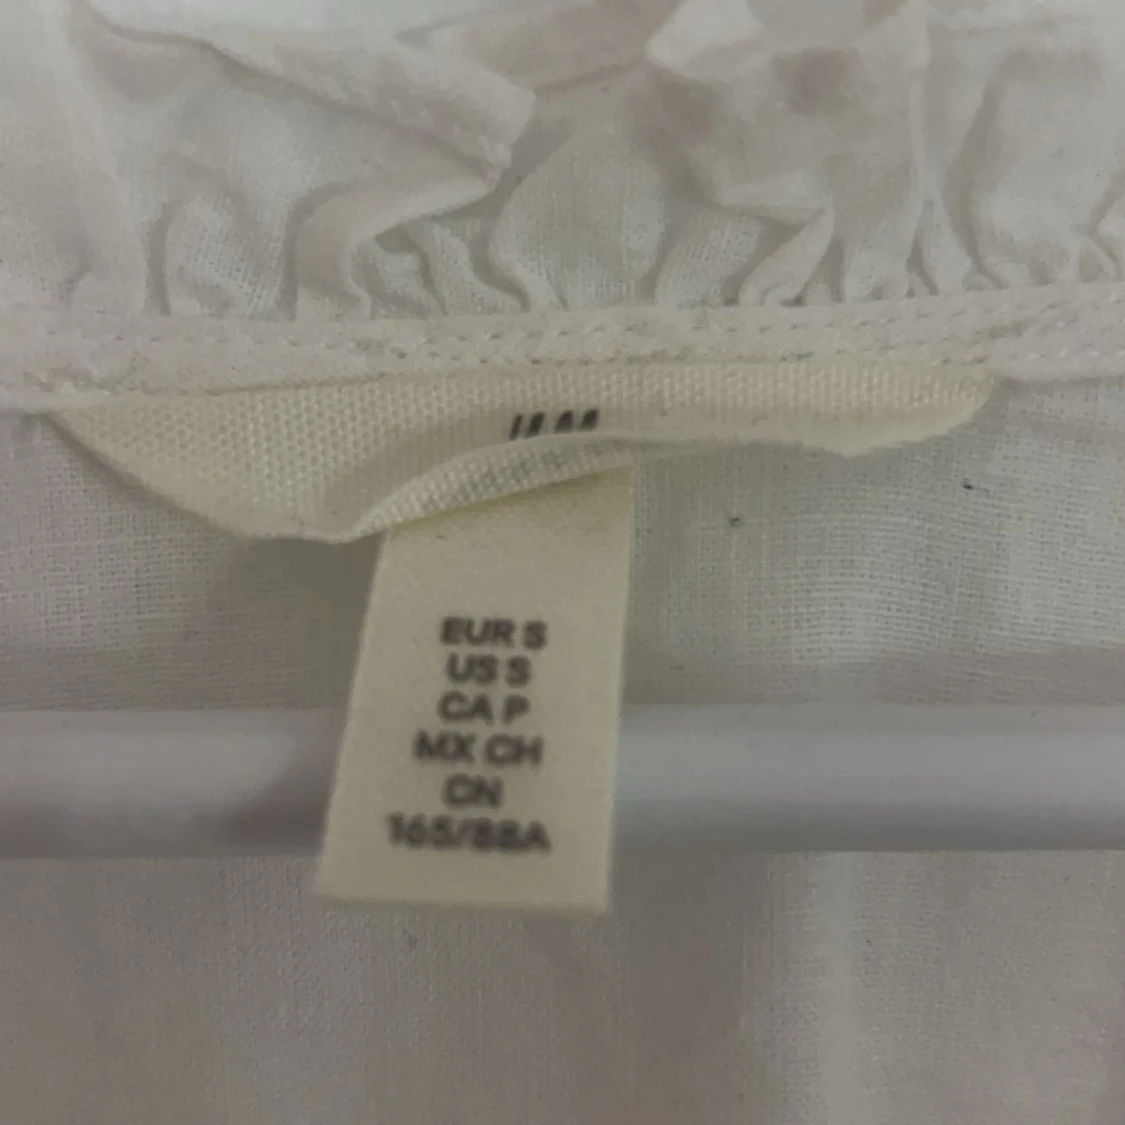 EUR S
US S
CA P
MX CH
CN
165/88A